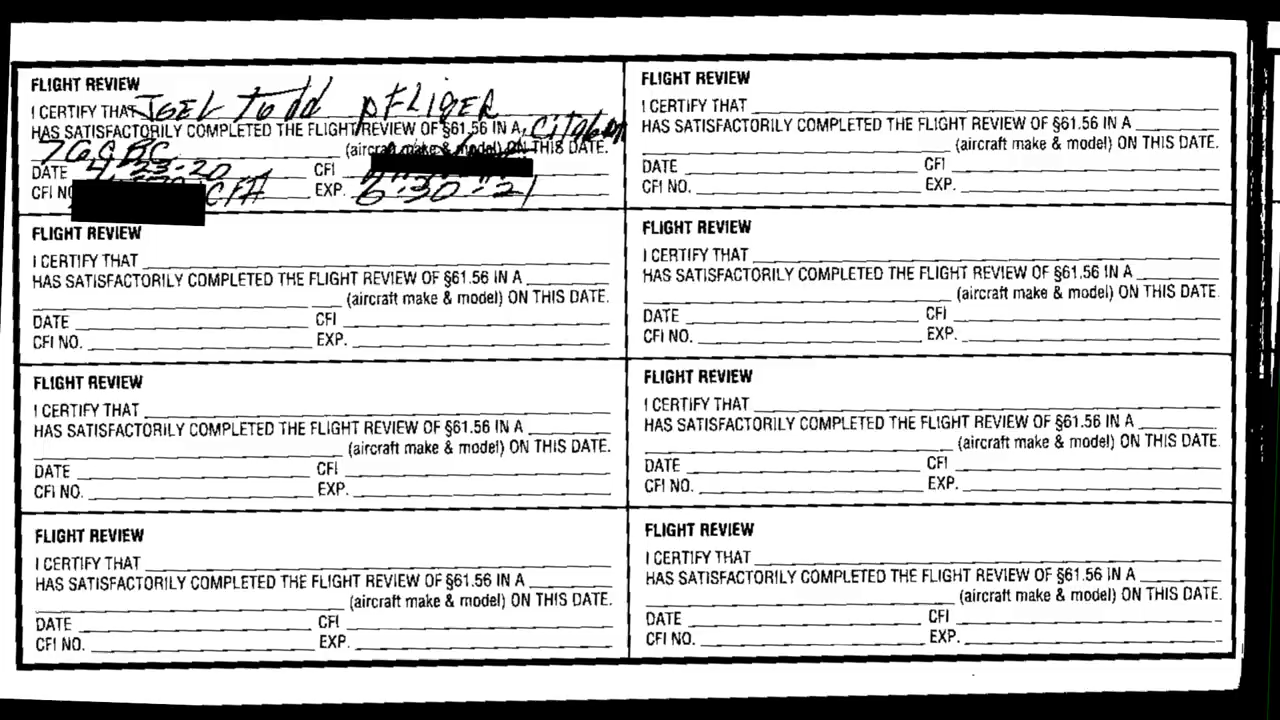 FLIGHT REVIEW
I CERTIFY THAT JOEL Todd PFLIGER
HAS SATISFACTORILY COMPLETED THE FLIGHT REVIEW OF §61.56 IN A Citabria
7GCBC (aircraft make & model) ON THIS DATE.
DATE 4-23-20 CFI
CFI NO. CFI EXP. 6-30-21
FLIGHT REVIEW
I CERTIFY THAT
HAS SATISFACTORILY COMPLETED THE FLIGHT REVIEW OF §61.56 IN A
(aircraft make & model) ON THIS DATE.
DATE CFI
CFI NO. EXP.
FLIGHT REVIEW
I CERTIFY THAT
HAS SATISFACTORILY COMPLETED THE FLIGHT REVIEW OF §61.56 IN A
(aircraft make & model) ON THIS DATE.
DATE CFI
CFI NO. EXP.
FLIGHT REVIEW
I CERTIFY THAT
HAS SATISFACTORILY COMPLETED THE FLIGHT REVIEW OF §61.56 IN A
(aircraft make & model) ON THIS DATE.
DATE CFI
CFI NO. EXP.
FLIGHT REVIEW
I CERTIFY THAT
HAS SATISFACTORILY COMPLETED THE FLIGHT REVIEW OF §61.56 IN A
(aircraft make & model) ON THIS DATE.
DATE CFI
CFI NO. EXP.
FLIGHT REVIEW
I CERTIFY THAT
HAS SATISFACTORILY COMPLETED THE FLIGHT REVIEW OF §61.56 IN A
(aircraft make & model) ON THIS DATE.
DATE CFI
CFI NO. EXP.
FLIGHT REVIEW
I CERTIFY THAT
HAS SATISFACTORILY COMPLETED THE FLIGHT REVIEW OF §61.56 IN A
(aircraft make & model) ON THIS DATE.
DATE CFI
CFI NO. EXP.
FLIGHT REVIEW
I CERTIFY THAT
HAS SATISFACTORILY COMPLETED THE FLIGHT REVIEW OF §61.56 IN A
(aircraft make & model) ON THIS DATE.
DATE CFI
CFI NO. EXP.